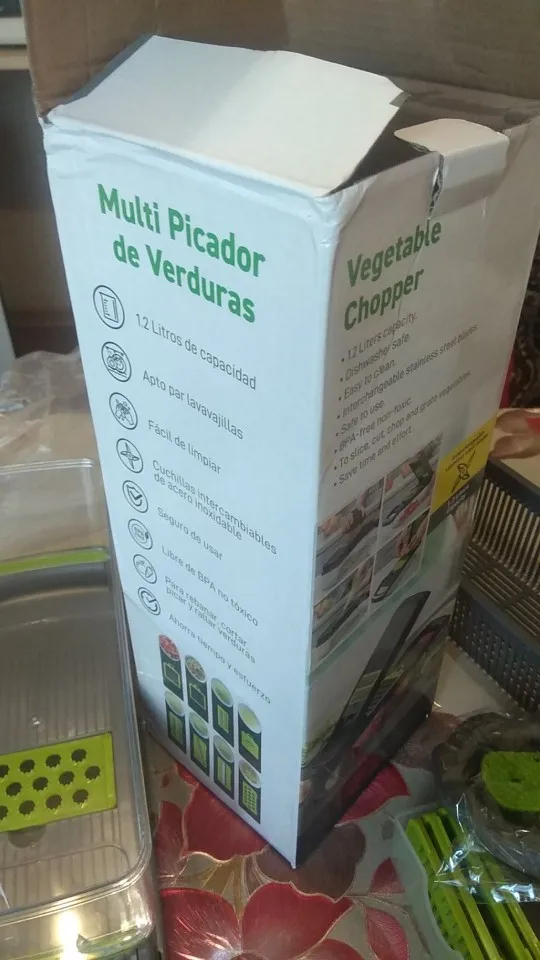 Multi Picador
de Verduras
1.2 Litros de capacidad
Apto par lavavajillas
Fácil de limpiar
Cuchillas intercambiables
de acero inoxidable
Seguro de usar
Libre de BPA no tóxico
Para rebanar, cortar
picar y rallar verduras
Ahorra tiempo y esfuerzo
Vegetable
Chopper
• 1.2 Liters capacity.
• Dishwasher safe.
• Easy to clean.
• Interchangeable stainless steel blades
• Safe to use.
• BPA-free non-toxic
• To slice, cut, chop and grate vegetables.
• Save time and effort.